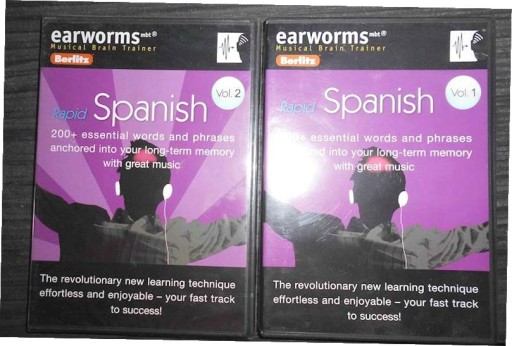 earworms mbt®
Musical Brain Trainer
Berlitz
Vol. 2
Rapid Spanish
200+ essential words and phrases
anchored into your long-term memory
with great music
The revolutionary new learning technique
effortless and enjoyable – your fast track
to success!
earworms mbt®
Musical Brain Trainer
Berlitz
Vol. 1
Rapid Spanish
essential words and phrases
into your long-term memory
with great music
The revolutionary new learning technique
effortless and enjoyable – your fast track
to success!